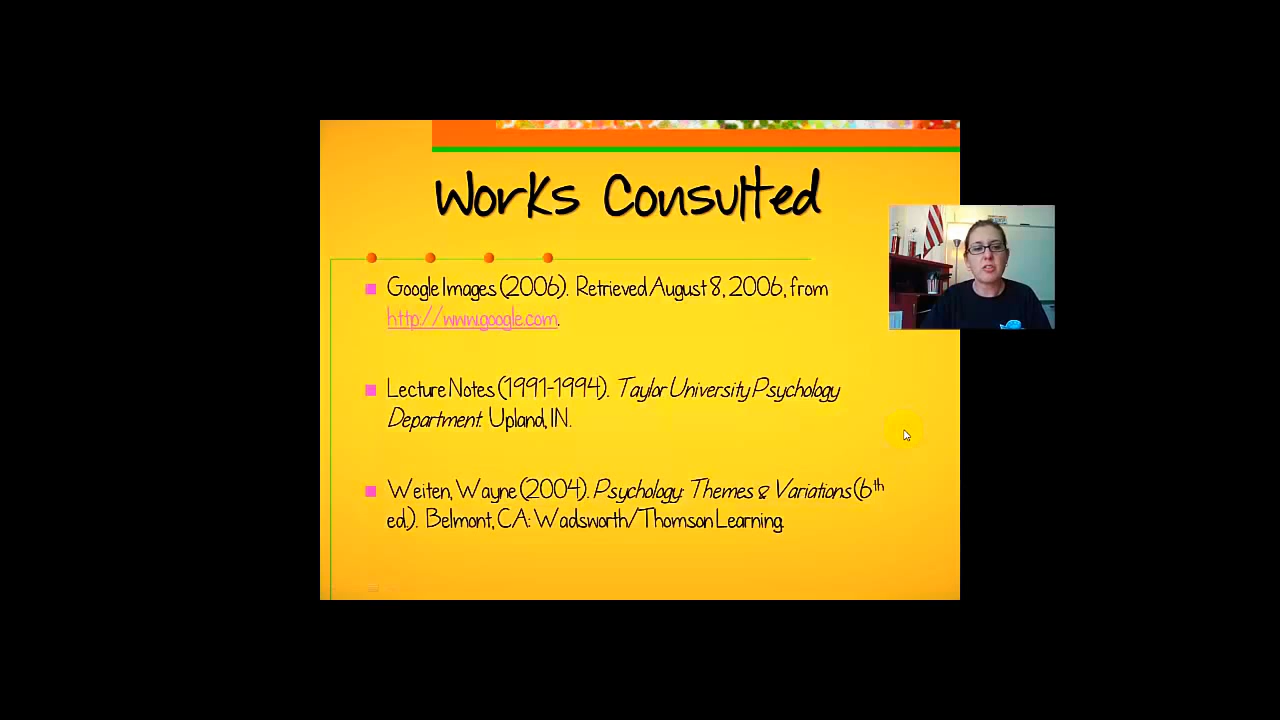 Works Consulted
Google Images (2006). Retrieved August 8, 2006, from
http://www.google.com.
Lecture Notes (1991-1994). Taylor University Psychology
Department. Upland, IN.
Weiten, Wayne (2004). Psychology: Themes & Variations (6th
ed.). Belmont, CA: Wadsworth/Thomson Learning.